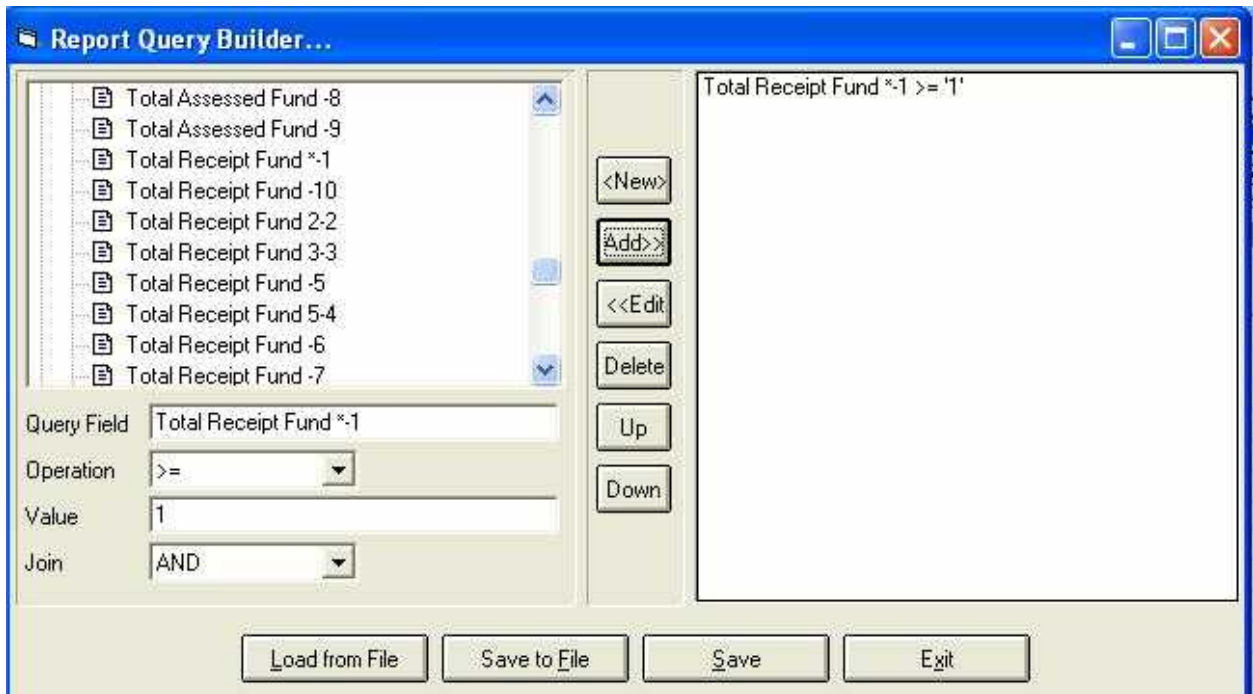 Report Query Builder...
Total Assessed Fund -8
Total Assessed Fund -9
Total Receipt Fund *-1
Total Receipt Fund -10
Total Receipt Fund 2-2
Total Receipt Fund 3-3
Total Receipt Fund -5
Total Receipt Fund 5-4
Total Receipt Fund -6
Total Receipt Fund -7
Query Field Total Receipt Fund *-1
Operation >=
Value 1
Join AND
<New>
Add>>
<<Edit
Delete
Up
Down
Total Receipt Fund *-1 >= '1'
Load from File Save to File Save Exit